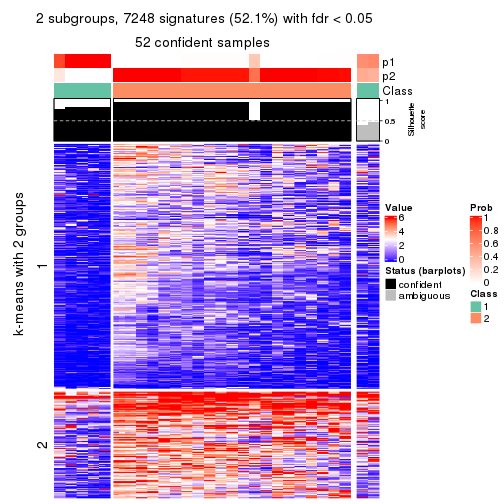 2 subgroups, 7248 signatures (52.1%) with fdr < 0.05
52 confident samples
p1
p2
Class
1
0.5
0
Silhouette
score
k-means with 2 groups
1
2
Value
6
4
2
0
Status (barplots)
confident
ambiguous
Prob
1
0.8
0.6
0.4
0.2
0
Class
1
2